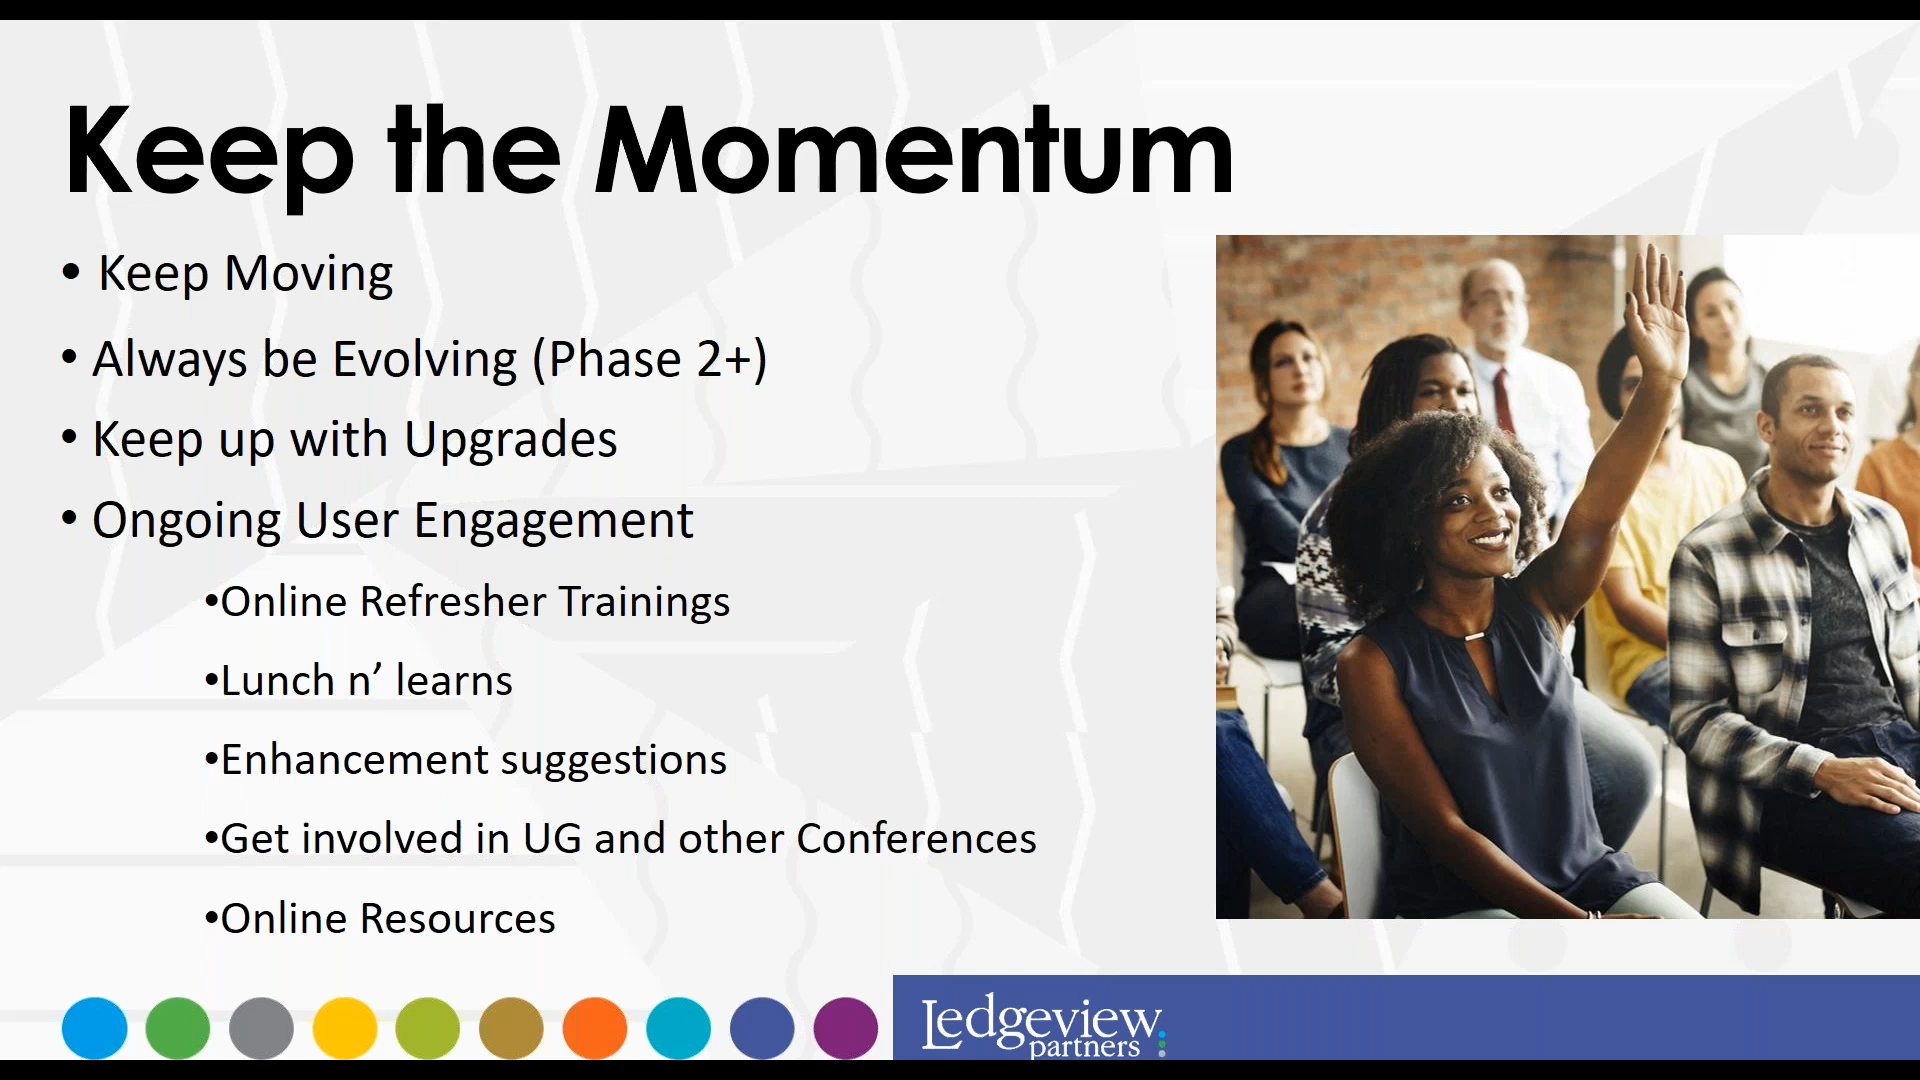 Keep the Momentum
• Keep Moving
• Always be Evolving (Phase 2+)
• Keep up with Upgrades
• Ongoing User Engagement
•Online Refresher Trainings
•Lunch n’ learns
•Enhancement suggestions
•Get involved in UG and other Conferences
•Online Resources
Ledgeview
partners